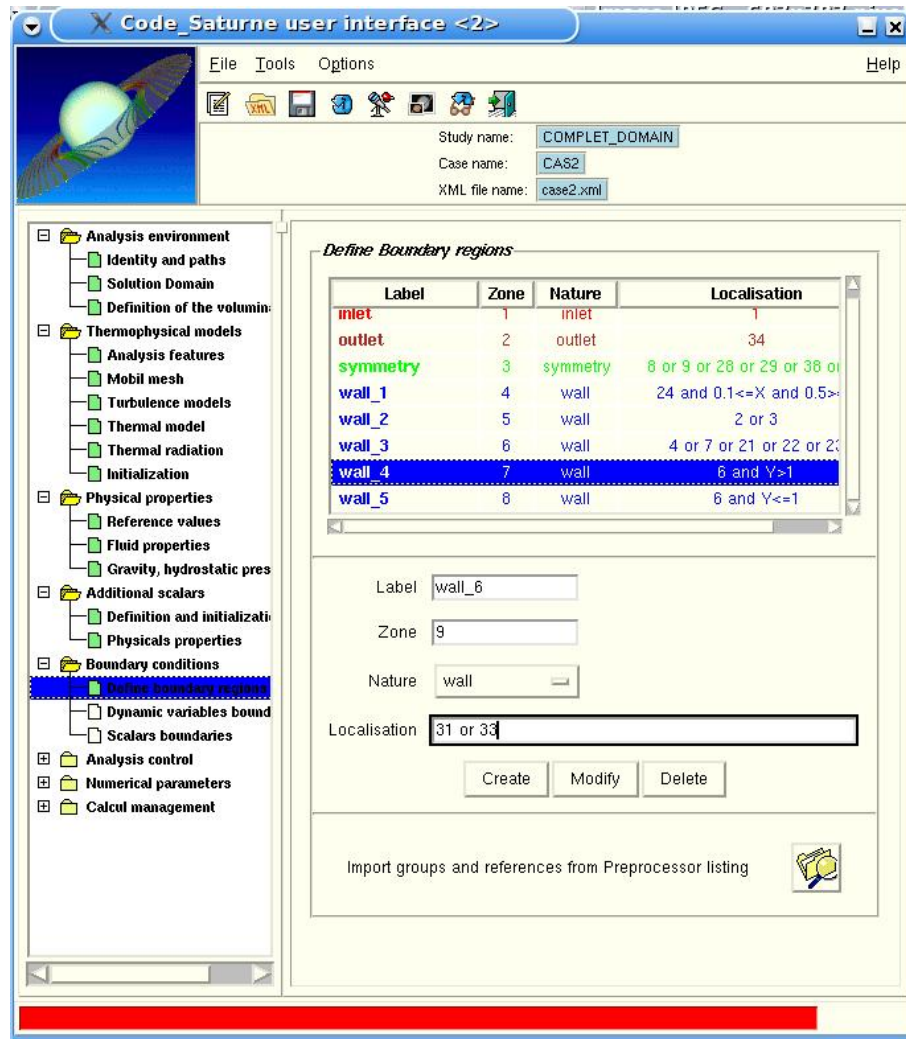 Code_Saturne user interface <2>
File Tools Options Help
Study name: COMPLET_DOMAIN
Case name: CAS2
XML file name: case2.xml
Analysis environment
Identity and paths
Solution Domain
Definition of the volumin
Thermophysical models
Analysis features
Mobil mesh
Turbulence models
Thermal model
Thermal radiation
Initialization
Physical properties
Reference values
Fluid properties
Gravity, hydrostatic pres
Additional scalars
Definition and initializati
Physicals properties
Boundary conditions
Define boundary regions
Dynamic variables bound
Scalars boundaries
Analysis control
Numerical parameters
Calcul management
Define Boundary regions
Label Zone Nature Localisation
inlet 1 inlet 1
outlet 2 outlet 34
symmetry 3 symmetry 8 or 9 or 28 or 29 or 38 or
wall_1 4 wall 24 and 0.1<=X and 0.5>=
wall_2 5 wall 2 or 3
wall_3 6 wall 4 or 7 or 21 or 22 or 23
wall_4 7 wall 6 and Y>1
wall_5 8 wall 6 and Y<=1
Label wall_6
Zone 9
Nature wall
Localisation 31 or 33
Create Modify Delete
Import groups and references from Preprocessor listing